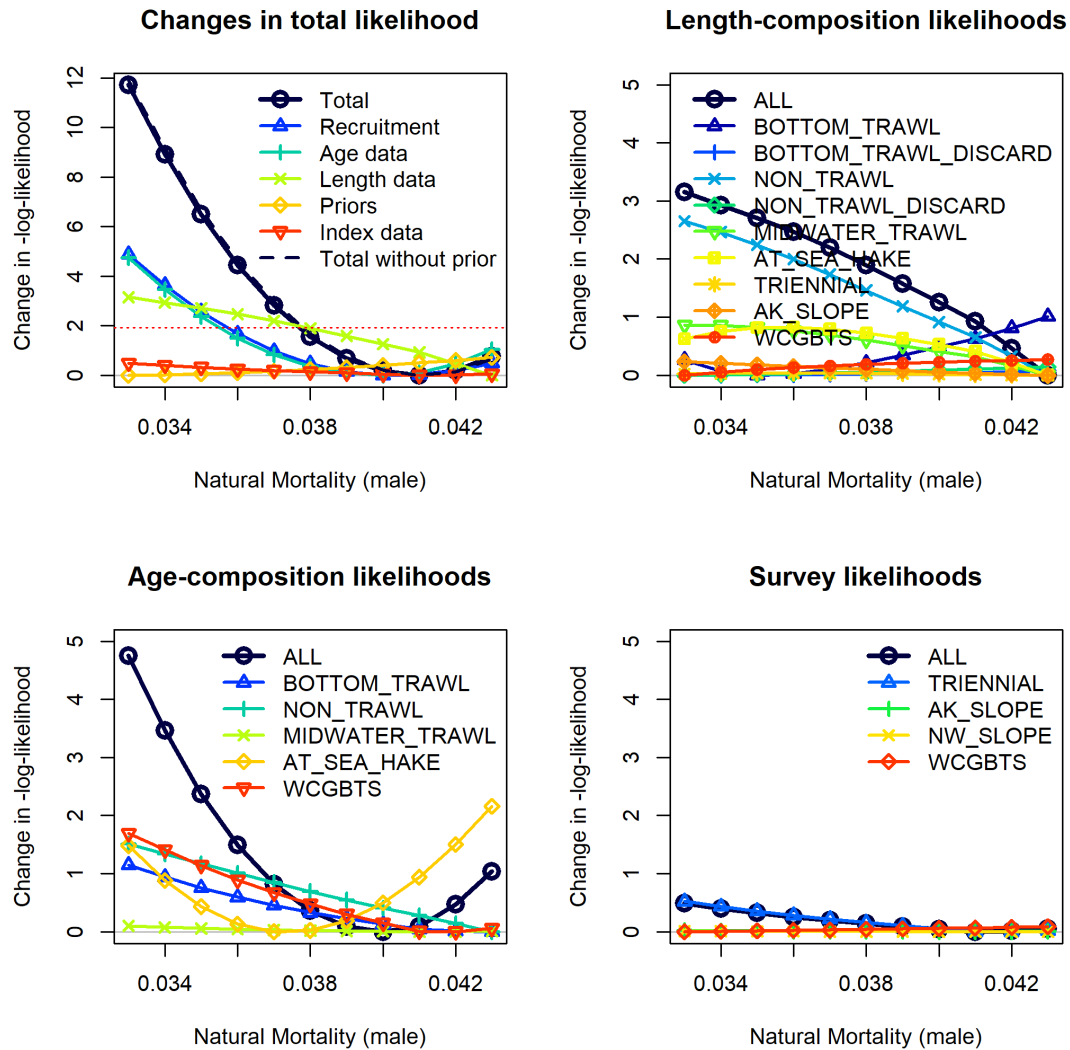 Changes in total likelihood
Change in -log-likelihood
12
10
8
6
4
2
0
Total
Recruitment
Age data
Length data
Priors
Index data
Total without prior
0.034
0.038
0.042
Natural Mortality (male)
Length-composition likelihoods
Change in -log-likelihood
5
4
3
2
1
0
ALL
BOTTOM_TRAWL
BOTTOM_TRAWL_DISCARD
NON_TRAWL
NON_TRAWL_DISCARD
MIDWATER_TRAWL
AT_SEA_HAKE
TRIENNIAL
AK_SLOPE
WCGBTS
0.034
0.038
0.042
Natural Mortality (male)
Age-composition likelihoods
Change in -log-likelihood
5
4
3
2
1
0
ALL
BOTTOM_TRAWL
NON_TRAWL
MIDWATER_TRAWL
AT_SEA_HAKE
WCGBTS
0.034
0.038
0.042
Natural Mortality (male)
Survey likelihoods
Change in -log-likelihood
5
4
3
2
1
0
ALL
TRIENNIAL
AK_SLOPE
NW_SLOPE
WCGBTS
0.034
0.038
0.042
Natural Mortality (male)